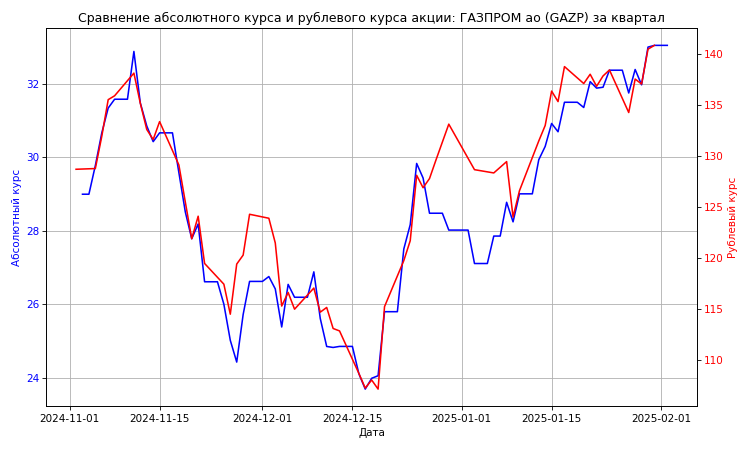 Сравнение абсолютного курса и рублевого курса акции: ГАЗПРОМ ао (GAZP) за квартал
Абсолютный курс
32
30
28
26
24
140
135
130
125
120
115
110
Рублевый курс
2024-11-01 2024-11-15 2024-12-01 2024-12-15 2025-01-01 2025-01-15 2025-02-01
Дата